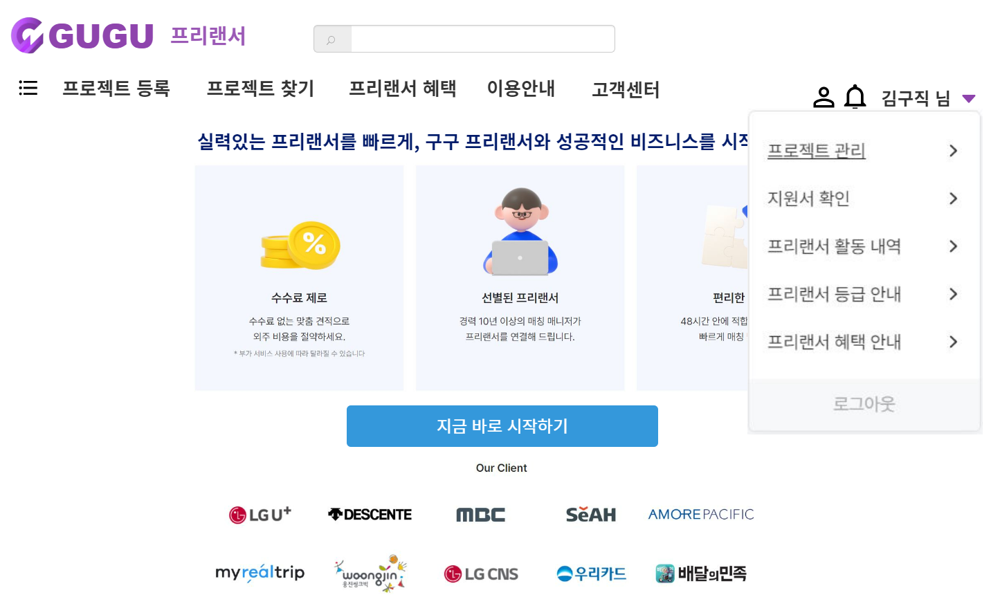 GUGU 프리랜서
프로젝트 등록 프로젝트 찾기 프리랜서 혜택 이용안내 고객센터
김구직 님
실력있는 프리랜서를 빠르게, 구구 프리랜서와 성공적인 비즈니스를 시작
프로젝트 관리
지원서 확인
프리랜서 활동 내역
프리랜서 등급 안내
프리랜서 혜택 안내
로그아웃
%
수수료 제로
수수료 없는 맞춤 견적으로
외주 비용을 절약하세요.
* 부가 서비스 사용에 따라 달라질 수 있습니다
선별된 프리랜서
경력 10년 이상의 매칭 매니저가
프리랜서를 연결해 드립니다.
편리한
48시간 안에 적합
빠르게 매칭
지금 바로 시작하기
Our Client
LG U+ DESCENTE MBC SeAH AMOREPACIFIC
myrealtrip woongjin 웅진씽크빅 LG CNS 우리카드 배달의민족